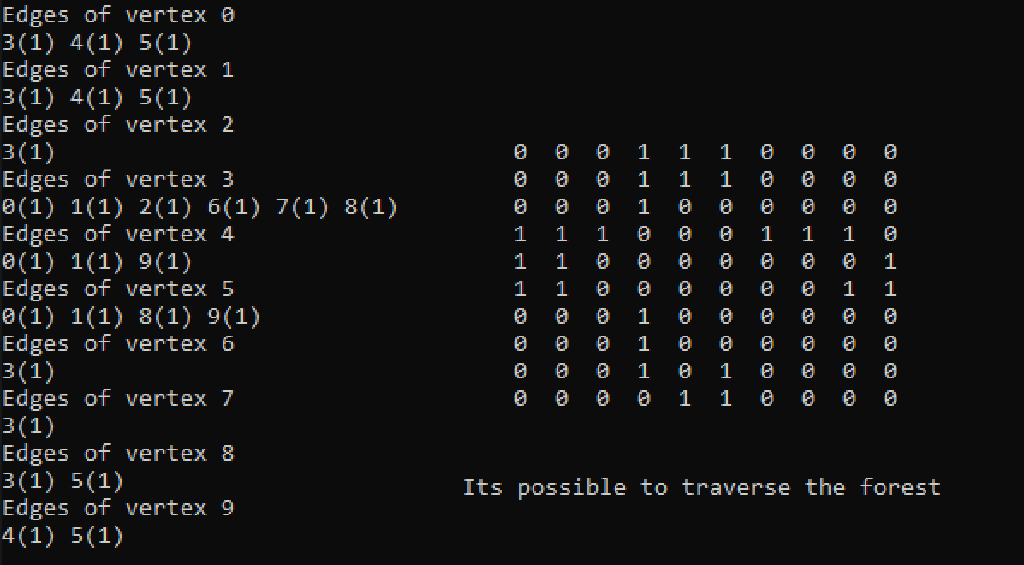 Edges of vertex 0
3(1) 4(1) 5(1)
Edges of vertex 1
3(1) 4(1) 5(1)
Edges of vertex 2
3(1)
Edges of vertex 3
0(1) 1(1) 2(1) 6(1) 7(1) 8(1)
Edges of vertex 4
0(1) 1(1) 9(1)
Edges of vertex 5
0(1) 1(1) 8(1) 9(1)
Edges of vertex 6
3(1)
Edges of vertex 7
3(1)
Edges of vertex 8
3(1) 5(1)
Edges of vertex 9
4(1) 5(1)
0 0 0 1 1 1 0 0 0 0
0 0 0 1 1 1 0 0 0 0
0 0 0 1 0 0 0 0 0 0
1 1 1 0 0 0 1 1 1 0
1 1 0 0 0 0 0 0 0 1
1 1 0 0 0 0 0 0 1 1
0 0 0 1 0 0 0 0 0 0
0 0 0 1 0 0 0 0 0 0
0 0 0 1 0 1 0 0 0 0
0 0 0 0 1 1 0 0 0 0
Its possible to traverse the forest